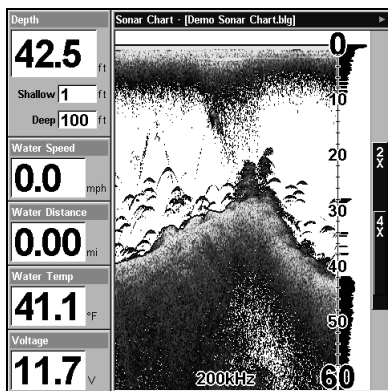 Depth
42.5 ft
Shallow 1 ft
Deep 100 ft
Water Speed
0.0 mph
Water Distance
0.00 mi
Water Temp
41.1 °F
Voltage
11.7 V
Sonar Chart - [Demo Sonar Chart.blg]
0
10
20
30
40
50
60
200kHz
2X
4X